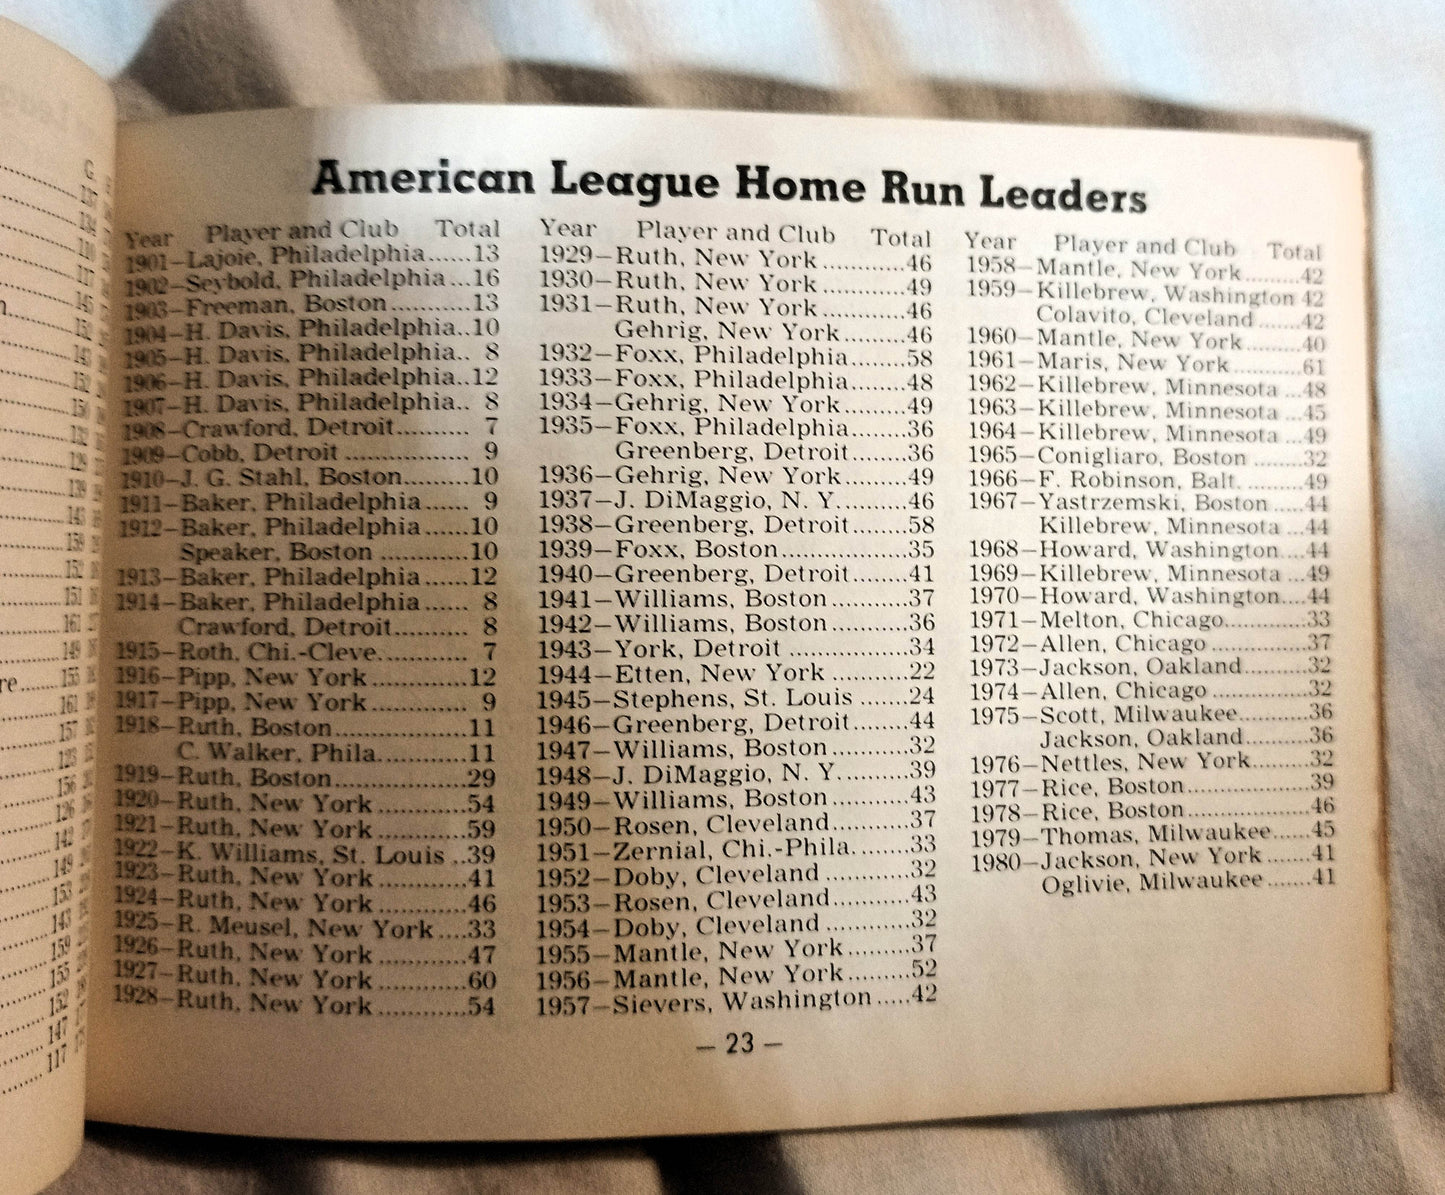 American League Home Run Leaders
Year Player and Club Total
1901—Lajoie, Philadelphia......13
1902—Seybold, Philadelphia...16
1903—Freeman, Boston...........13
1904—H. Davis, Philadelphia..10
1905—H. Davis, Philadelphia.. 8
1906—H. Davis, Philadelphia..12
1907—H. Davis, Philadelphia.. 8
1908—Crawford, Detroit.......... 7
1909—Cobb, Detroit ................. 9
1910—J. G. Stahl, Boston.........10
1911—Baker, Philadelphia...... 9
1912—Baker, Philadelphia......10
Speaker, Boston ............10
1913—Baker, Philadelphia......12
1914—Baker, Philadelphia...... 8
Crawford, Detroit.......... 8
1915—Roth, Chi.-Cleve............ 7
1916—Pipp, New York .............12
1917—Pipp, New York ............. 9
1918—Ruth, Boston...................11
C. Walker, Phila.............11
1919—Ruth, Boston...................29
1920—Ruth, New York ............54
1921—Ruth, New York ............59
1922—K. Williams, St. Louis ..39
1923—Ruth, New York ............41
1924—Ruth, New York ............46
1925—R. Meusel, New York....33
1926—Ruth, New York ............47
1927—Ruth, New York ............60
1928—Ruth, New York ............54
Year Player and Club Total
1929—Ruth, New York ...........46
1930—Ruth, New York ...........49
1931—Ruth, New York ...........46
Gehrig, New York.........46
1932—Foxx, Philadelphia........58
1933—Foxx, Philadelphia........48
1934—Gehrig, New York.........49
1935—Foxx, Philadelphia........36
Greenberg, Detroit........36
1936—Gehrig, New York.........49
1937—J. DiMaggio, N. Y..........46
1938—Greenberg, Detroit........58
1939—Foxx, Boston..................35
1940—Greenberg, Detroit........41
1941—Williams, Boston...........37
1942—Williams, Boston...........36
1943—York, Detroit .................34
1944—Etten, New York ...........22
1945—Stephens, St. Louis .......24
1946—Greenberg, Detroit........44
1947—Williams, Boston...........32
1948—J. DiMaggio, N. Y..........39
1949—Williams, Boston...........43
1950—Rosen, Cleveland...........37
1951—Zernial, Chi.-Phila. .......33
1952—Doby, Cleveland ............32
1953—Rosen, Cleveland...........43
1954—Doby, Cleveland ............32
1955—Mantle, New York.........37
1956—Mantle, New York.........52
1957—Sievers, Washington.....42
Year Player and Club Total
1958—Mantle, New York........42
1959—Killebrew, Washington 42
Colavito, Cleveland .......42
1960—Mantle, New York........40
1961—Maris, New York ..........61
1962—Killebrew, Minnesota ...48
1963—Killebrew, Minnesota ...45
1964—Killebrew, Minnesota ...49
1965—Conigliaro, Boston ........32
1966—F. Robinson, Balt. .........49
1967—Yastrzemski, Boston .....44
Killebrew, Minnesota ...44
1968—Howard, Washington....44
1969—Killebrew, Minnesota ...49
1970—Howard, Washington....44
1971—Melton, Chicago.............33
1972—Allen, Chicago ...............37
1973—Jackson, Oakland..........32
1974—Allen, Chicago ...............32
1975—Scott, Milwaukee...........36
Jackson, Oakland..........36
1976—Nettles, New York.........32
1977—Rice, Boston...................39
1978—Rice, Boston...................46
1979—Thomas, Milwaukee......45
1980—Jackson, New York .......41
Oglivie, Milwaukee.......41
— 23 —